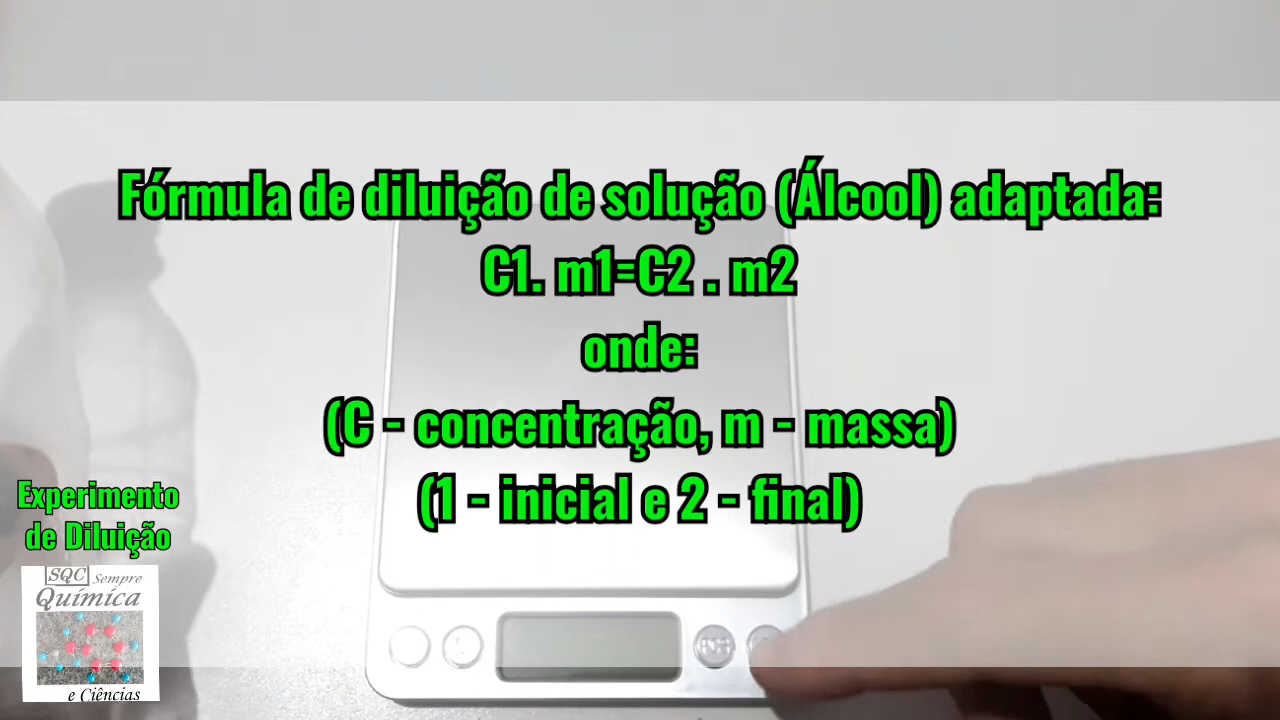 Fórmula de diluição de solução (Álcool) adaptada:
C1. m1=C2 . m2
onde:
(C - concentração, m - massa)
(1 - inicial e 2 - final)
Experimento
de Diluição
SQC Sempre
Química
e Ciências